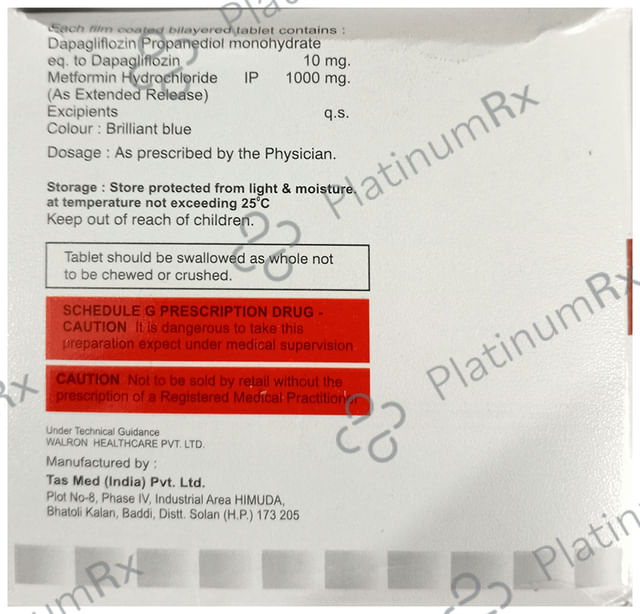 Each film coated bilayered tablet contains :
Dapagliflozin Propanediol monohydrate
eq. to Dapagliflozin 10 mg.
Metformin Hydrochloride IP 1000 mg.
(As Extended Release)
Excipients q.s.
Colour : Brilliant blue
Dosage : As prescribed by the Physician.
Storage : Store protected from light & moisture.
at temperature not exceeding 25°C
Keep out of reach of children.
Tablet should be swallowed as whole not
to be chewed or crushed.
SCHEDULE G PRESCRIPTION DRUG -
CAUTION It is dangerous to take this
preparation expect under medical supervision
CAUTION Not to be sold by retail without the
prescription of a Registered Medical Practitioner
Under Technical Guidance
WALRON HEALTHCARE PVT. LTD.
Manufactured by :
Tas Med (India) Pvt. Ltd.
Plot No-8, Phase IV, Industrial Area HIMUDA,
Bhatoli Kalan, Baddi, Distt. Solan (H.P.) 173 205
PlatinumRx
PlatinumRx
PlatinumRx